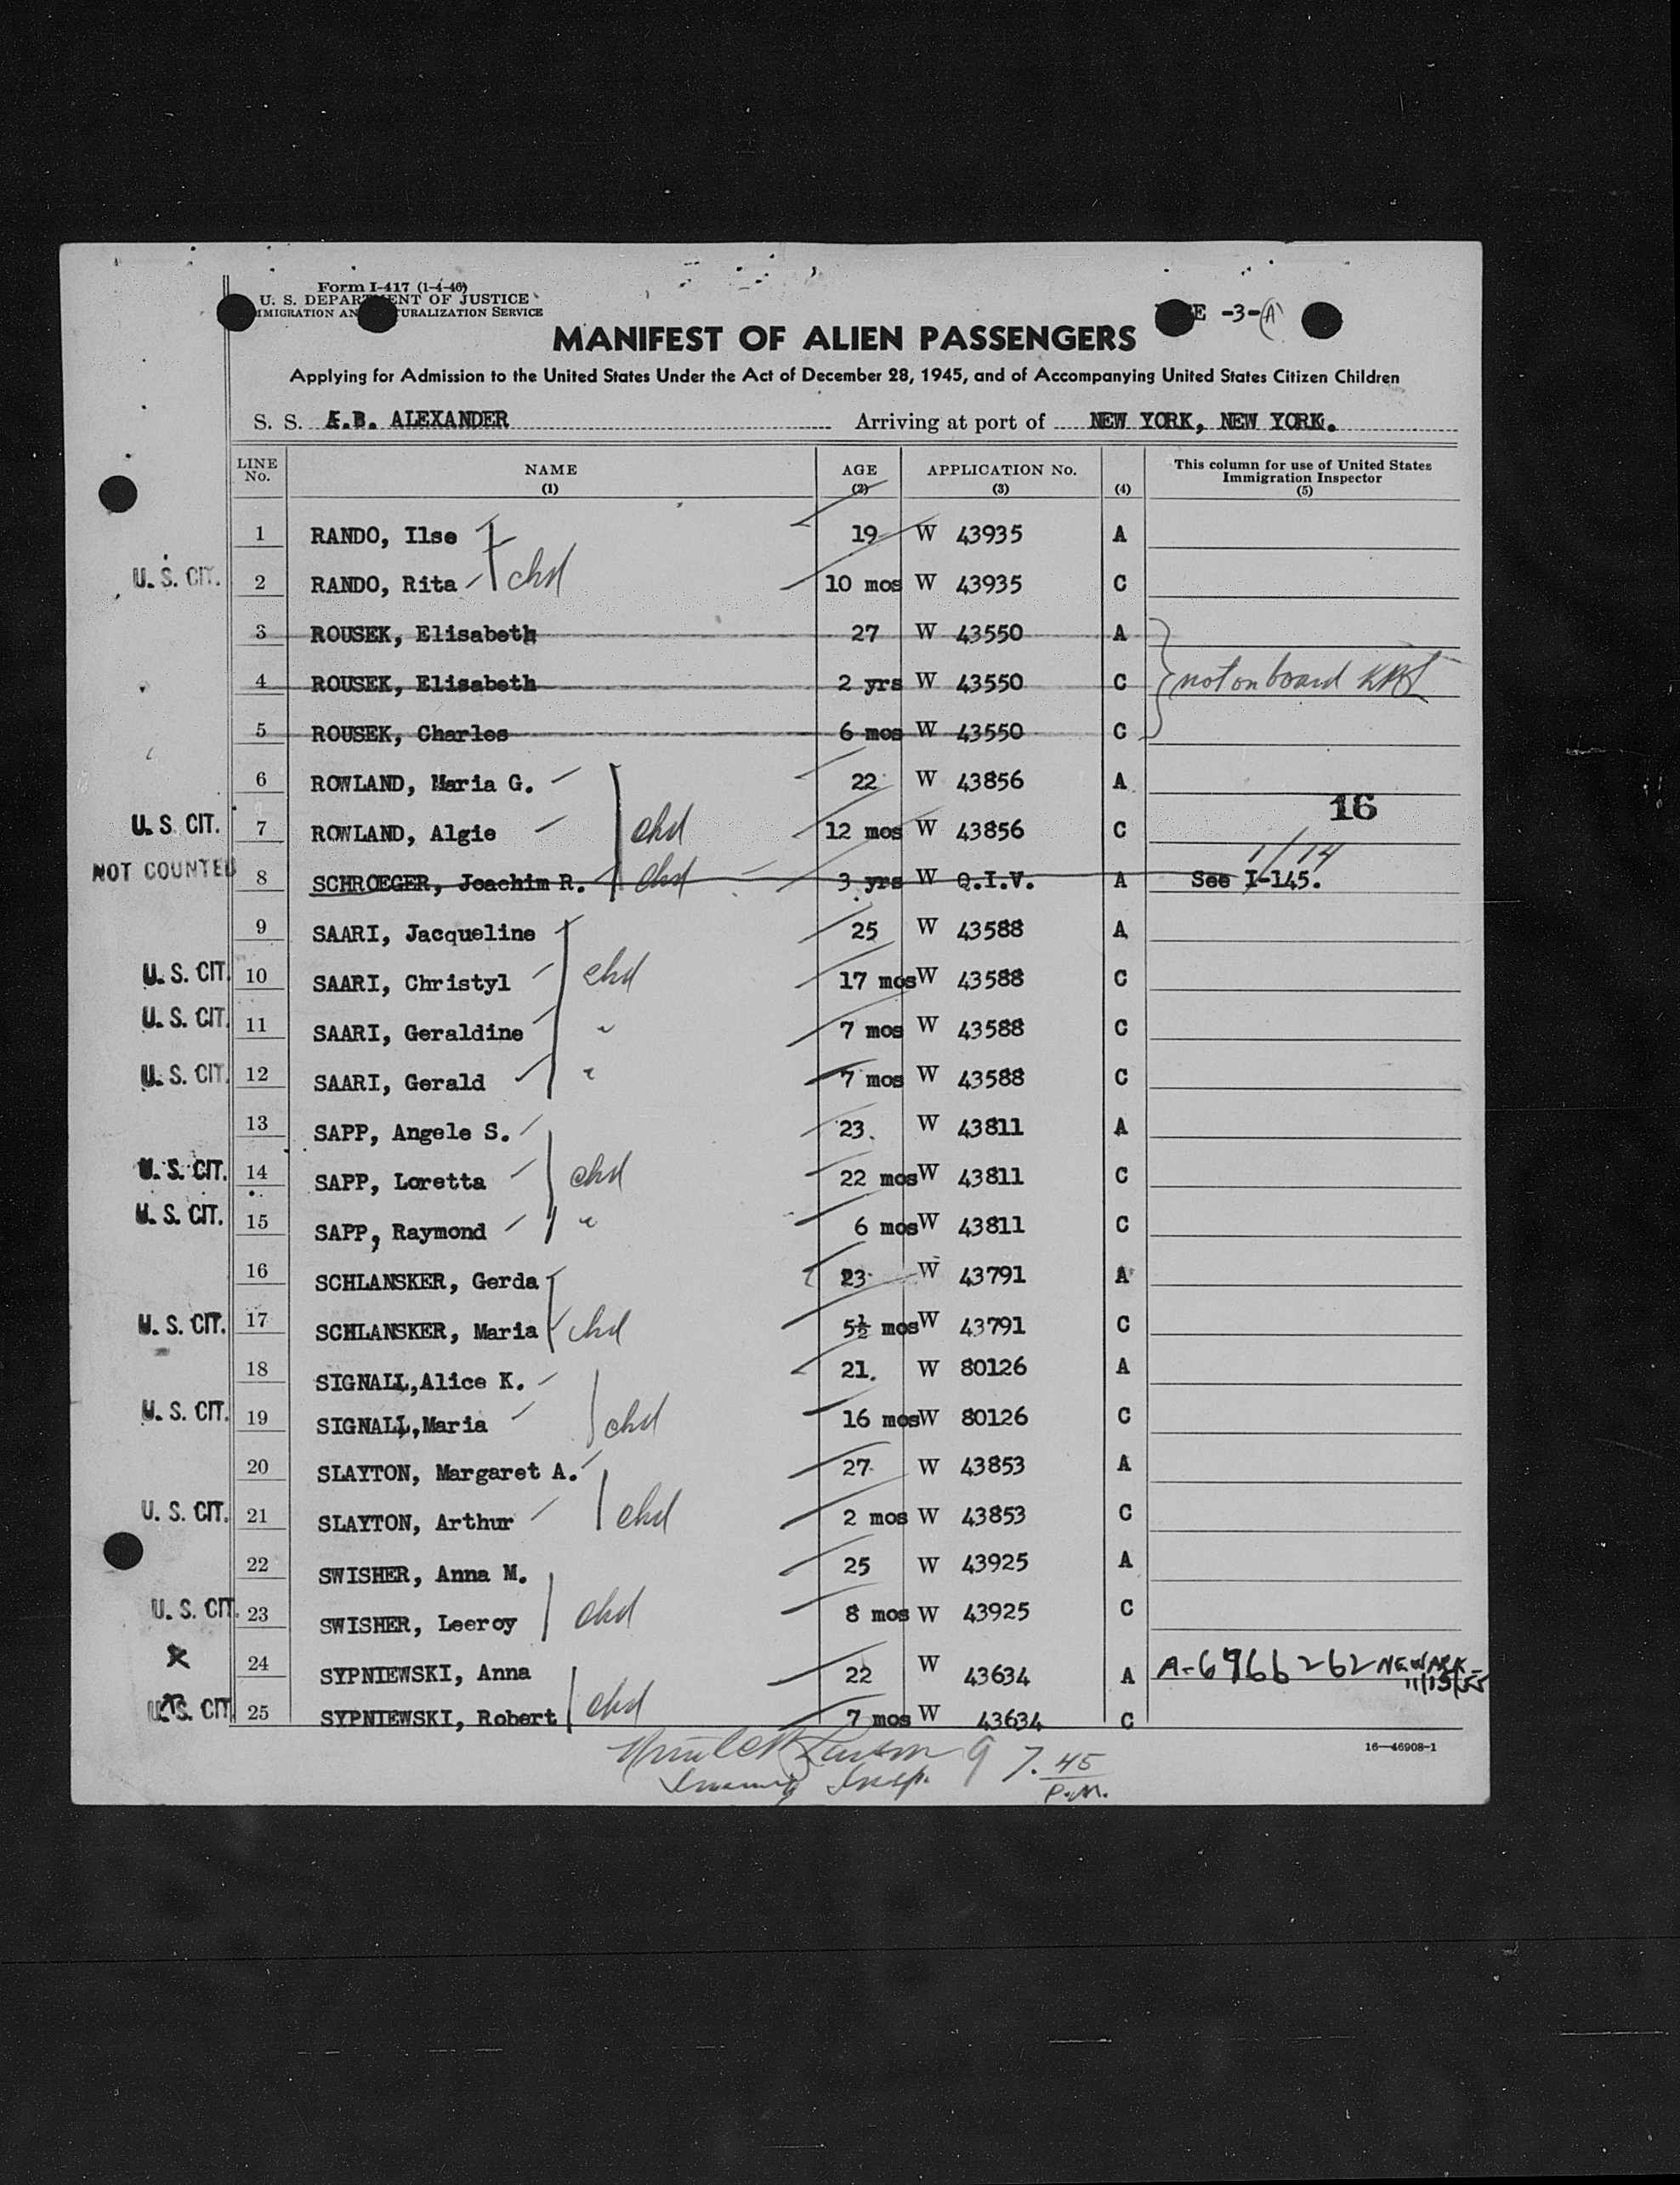 Form I-417 (1-4-46)
U. S. DEPARTMENT OF JUSTICE
IMMIGRATION AND NATURALIZATION SERVICE
E -3-(A)
MANIFEST OF ALIEN PASSENGERS
Applying for Admission to the United States Under the Act of December 28, 1945, and of Accompanying United States Citizen Children
S. S. E.B. ALEXANDER Arriving at port of NEW YORK, NEW YORK.
LINE No. NAME (1) AGE (2) APPLICATION No. (3) (4) This column for use of United States Immigration Inspector (5)
1 RANDO, Ilse 19 W 43935 A
U. S. CIT. 2 RANDO, Rita chd 10 mos W 43935 C
3 ROUSEK, Elisabeth 27 W 43550 A
4 ROUSEK, Elisabeth 2 yrs W 43550 C not on board
5 ROUSEK, Charles 6 mos W 43550 C
6 ROWLAND, Maria G. 22 W 43856 A
16
U. S. CIT. 7 ROWLAND, Algie chd 12 mos W 43856 C
1/14
NOT COUNTED 8 SCHROEGER, Joachim R. chd 3 yrs W Q.I.V. A See I-145.
9 SAARI, Jacqueline 25 W 43588 A
U. S. CIT. 10 SAARI, Christyl chd 17 mos W 43588 C
U. S. CIT. 11 SAARI, Geraldine " 7 mos W 43588 C
U. S. CIT. 12 SAARI, Gerald " 7 mos W 43588 C
13 SAPP, Angele S. 23. W 43811 A
U. S. CIT. 14 SAPP, Loretta chd 22 mos W 43811 C
U. S. CIT. 15 SAPP, Raymond " 6 mos W 43811 C
16 SCHLANSKER, Gerda 23 W 43791 A
U. S. CIT. 17 SCHLANSKER, Maria chd 5½ mos W 43791 C
18 SIGNALL,Alice K. 21. W 80126 A
U. S. CIT. 19 SIGNALL,Maria chd 16 mos W 80126 C
20 SLAYTON, Margaret A. 27 W 43853 A
U. S. CIT. 21 SLAYTON, Arthur chd 2 mos W 43853 C
22 SWISHER, Anna M. 25 W 43925 A
U. S. CIT. 23 SWISHER, Leeroy chd 8 mos W 43925 C
x 24 SYPNIEWSKI, Anna 22 W 43634 A A-6966262 NEWARK-
U. S. CIT. 25 SYPNIEWSKI, Robert chd 7 mos W 43634 C
16—46908-1
7.45
Insp.
P.M.